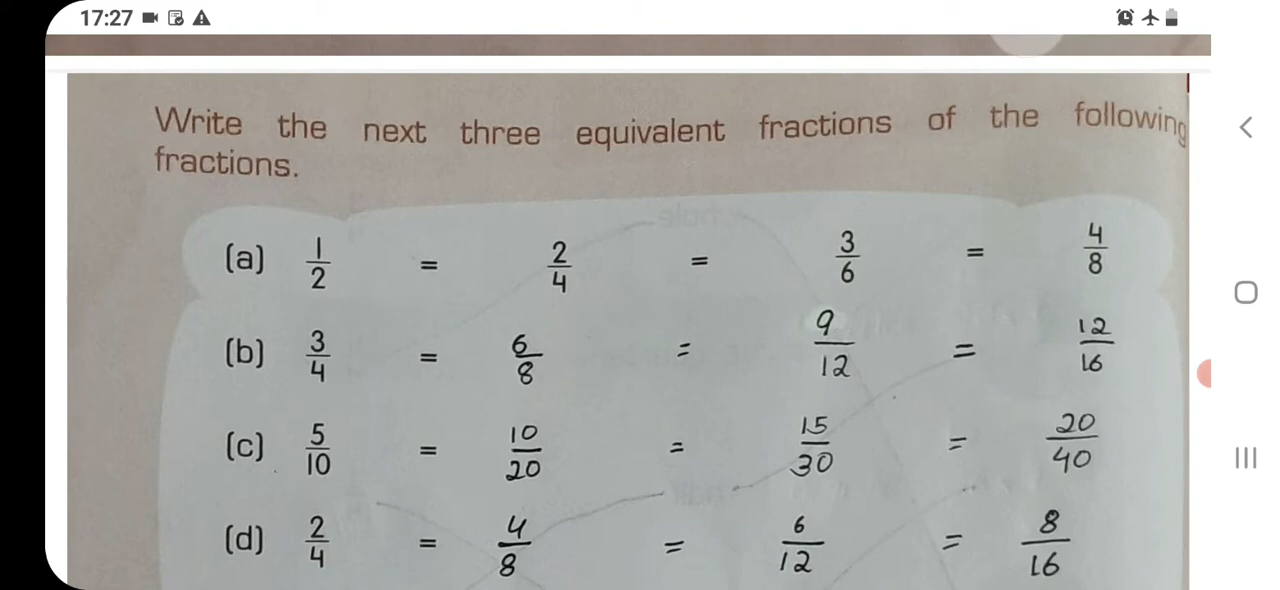 17:27
Write the next three equivalent fractions of the following
fractions.
(a) 1/2 = 2/4 = 3/6 = 4/8
(b) 3/4 = 6/8 = 9/12 = 12/16
(c) 5/10 = 10/20 = 15/30 = 20/40
(d) 2/4 = 4/8 = 6/12 = 8/16